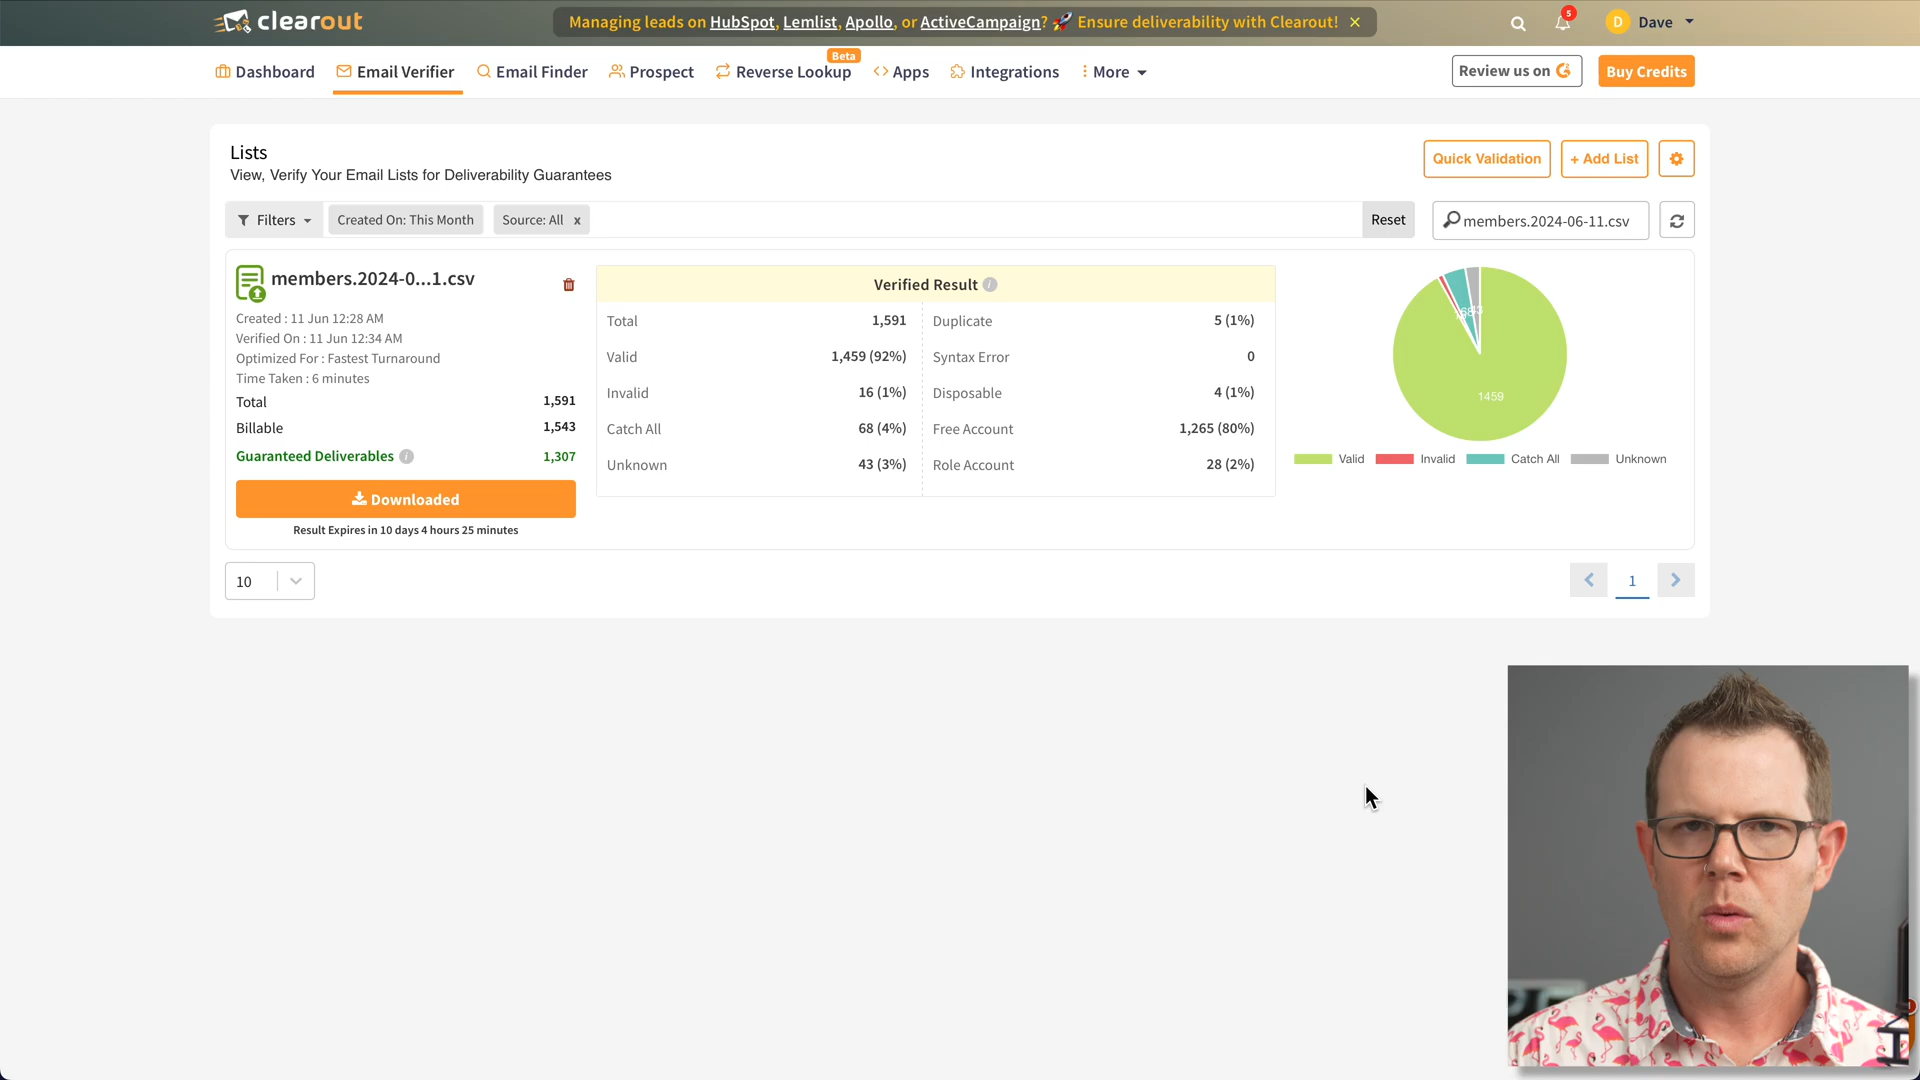 clearout
Managing leads on HubSpot, Lemlist, Apollo, or ActiveCampaign? 🚀 Ensure deliverability with Clearout! ×
5
D Dave
Dashboard
Email Verifier
Email Finder
Prospect
Reverse Lookup
Beta
Apps
Integrations
More
Review us on
Buy Credits
Lists
View, Verify Your Email Lists for Deliverability Guarantees
Quick Validation
+ Add List
Filters
Created On: This Month
Source: All x
Reset
members.2024-06-11.csv
members.2024-0...1.csv
Created : 11 Jun 12:28 AM
Verified On : 11 Jun 12:34 AM
Optimized For : Fastest Turnaround
Time Taken : 6 minutes
Total 1,591
Billable 1,543
Guaranteed Deliverables i 1,307
Downloaded
Result Expires in 10 days 4 hours 25 minutes
Verified Result i
Total 1,591
Valid 1,459 (92%)
Invalid 16 (1%)
Catch All 68 (4%)
Unknown 43 (3%)
Duplicate 5 (1%)
Syntax Error 0
Disposable 4 (1%)
Free Account 1,265 (80%)
Role Account 28 (2%)
1459
Valid Invalid Catch All Unknown
10
1